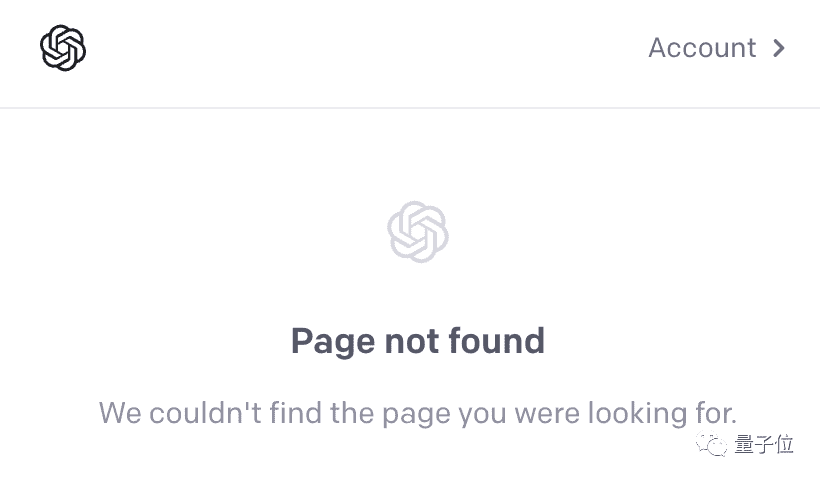 Account
Page not found
We couldn't find the page you were looking for.
量子位